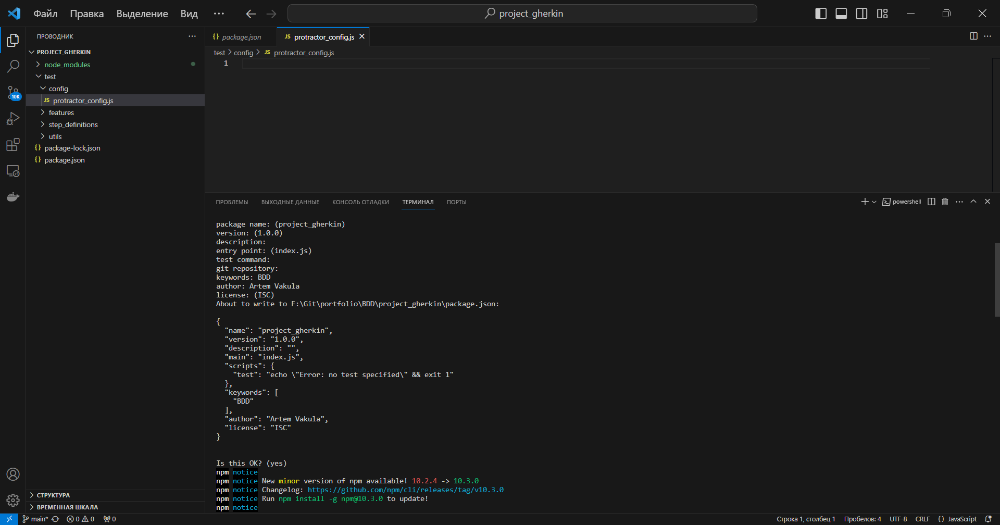 Файл Правка Выделение Вид ··· project_gherkin
ПРОВОДНИК ···
PROJECT_GHERKIN
node_modules
test
config
JS protractor_config.js
features
step_definitions
utils
{} package-lock.json
{} package.json
СТРУКТУРА
ВРЕМЕННАЯ ШКАЛА
10K
{} package.json JS protractor_config.js
test > config > JS protractor_config.js
1
ПРОБЛЕМЫ ВЫХОДНЫЕ ДАННЫЕ КОНСОЛЬ ОТЛАДКИ ТЕРМИНАЛ ПОРТЫ powershell
package name: (project_gherkin)
version: (1.0.0)
description:
entry point: (index.js)
test command:
git repository:
keywords: BDD
author: Artem Vakula
license: (ISC)
About to write to F:\Git\portfolio\BDD\project_gherkin\package.json:
{
"name": "project_gherkin",
"version": "1.0.0",
"description": "",
"main": "index.js",
"scripts": {
"test": "echo \"Error: no test specified\" && exit 1"
},
"keywords": [
"BDD"
],
"author": "Artem Vakula",
"license": "ISC"
}
Is this OK? (yes)
npm notice
npm notice New minor version of npm available! 10.2.4 -> 10.3.0
npm notice Changelog: https://github.com/npm/cli/releases/tag/v10.3.0
npm notice Run npm install -g npm@10.3.0 to update!
npm notice
main* 0 0 0 Строка 1, столбец 1 Пробелов: 4 UTF-8 CRLF {} JavaScript